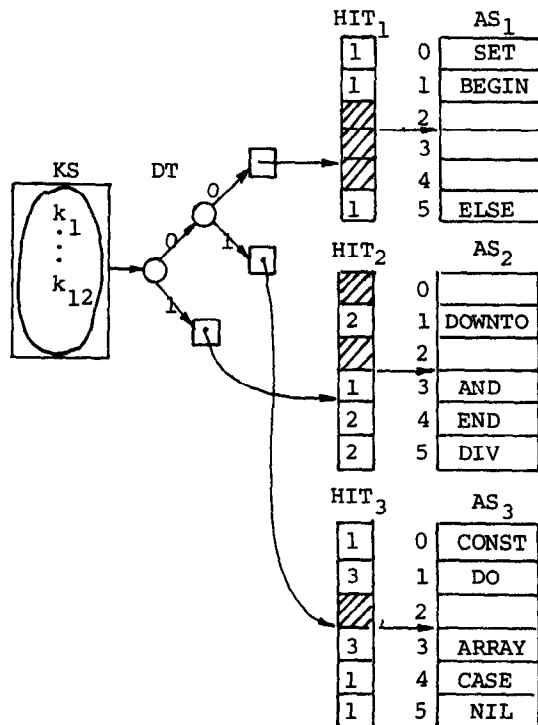 HIT1 AS1
1 0 SET
1 1 BEGIN
2
3
4
1 5 ELSE
KS DT
k1
k12
0
0 1
1
HIT2 AS2
0
2 1 DOWNTO
2
1 3 AND
2 4 END
2 5 DIV
HIT3 AS3
1 0 CONST
3 1 DO
2
3 3 ARRAY
1 4 CASE
1 5 NIL